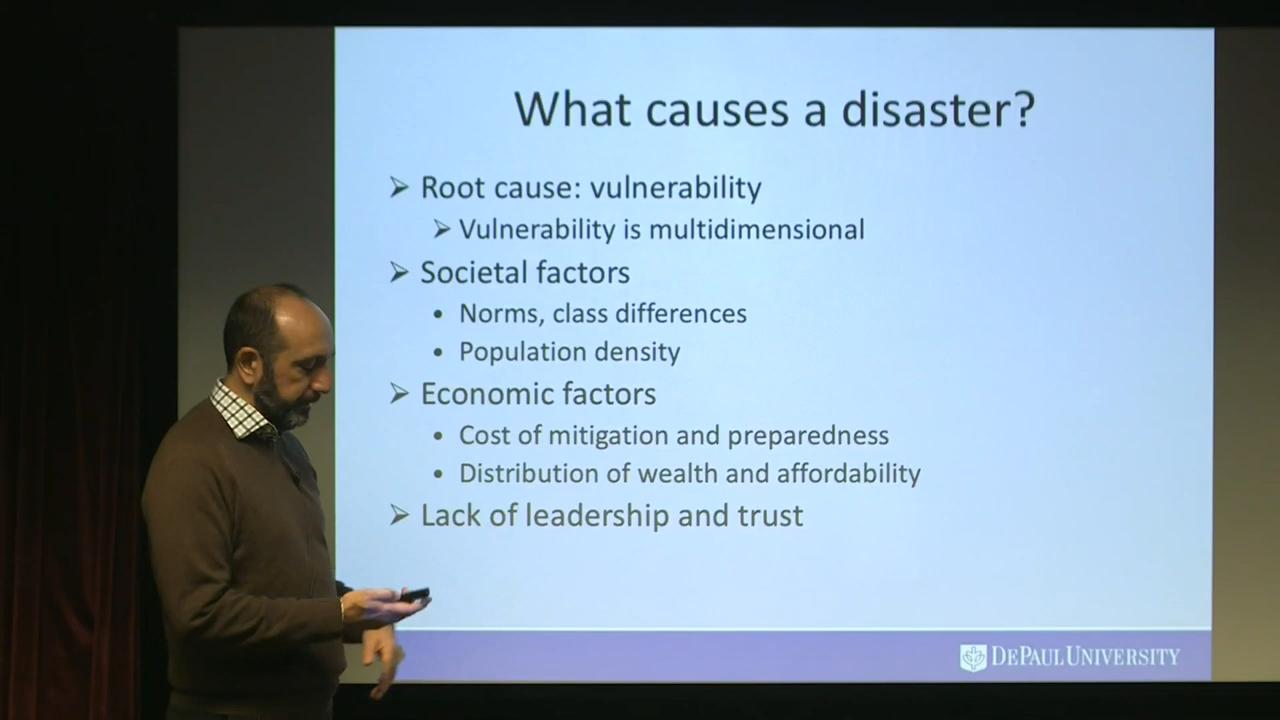 What causes a disaster?
➢ Root cause: vulnerability
➢ Vulnerability is multidimensional
➢ Societal factors
• Norms, class differences
• Population density
➢ Economic factors
• Cost of mitigation and preparedness
• Distribution of wealth and affordability
➢ Lack of leadership and trust
DEPAUL UNIVERSITY